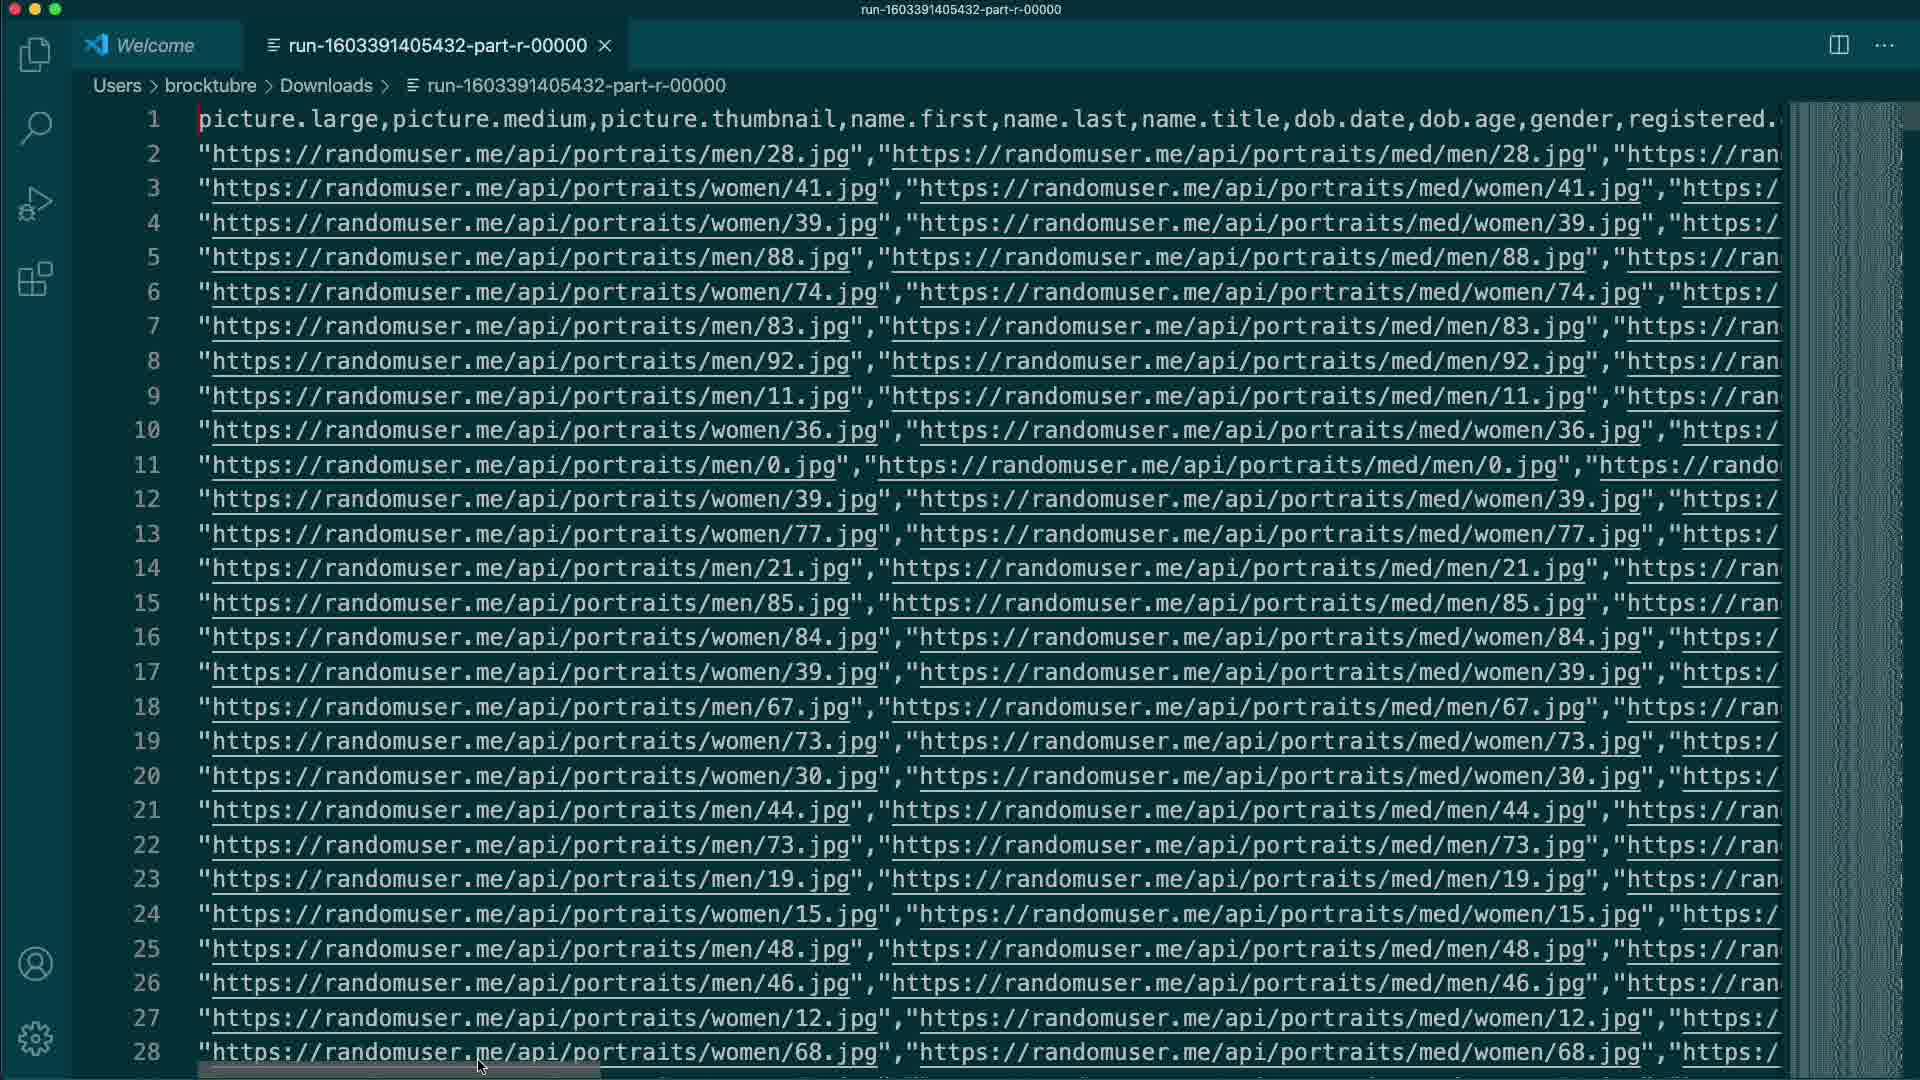 run-1603391405432-part-r-00000
Welcome
run-1603391405432-part-r-00000
Users > brocktubre > Downloads > run-1603391405432-part-r-00000
1 picture.large,picture.medium,picture.thumbnail,name.first,name.last,name.title,dob.date,dob.age,gender,registered.
2 "https://randomuser.me/api/portraits/men/28.jpg","https://randomuser.me/api/portraits/med/men/28.jpg","https://ran
3 "https://randomuser.me/api/portraits/women/41.jpg","https://randomuser.me/api/portraits/med/women/41.jpg","https:/
4 "https://randomuser.me/api/portraits/women/39.jpg","https://randomuser.me/api/portraits/med/women/39.jpg","https:/
5 "https://randomuser.me/api/portraits/men/88.jpg","https://randomuser.me/api/portraits/med/men/88.jpg","https://ran
6 "https://randomuser.me/api/portraits/women/74.jpg","https://randomuser.me/api/portraits/med/women/74.jpg","https:/
7 "https://randomuser.me/api/portraits/men/83.jpg","https://randomuser.me/api/portraits/med/men/83.jpg","https://ran
8 "https://randomuser.me/api/portraits/men/92.jpg","https://randomuser.me/api/portraits/med/men/92.jpg","https://ran
9 "https://randomuser.me/api/portraits/men/11.jpg","https://randomuser.me/api/portraits/med/men/11.jpg","https://ran
10 "https://randomuser.me/api/portraits/women/36.jpg","https://randomuser.me/api/portraits/med/women/36.jpg","https:/
11 "https://randomuser.me/api/portraits/men/0.jpg","https://randomuser.me/api/portraits/med/men/0.jpg","https://rando
12 "https://randomuser.me/api/portraits/women/39.jpg","https://randomuser.me/api/portraits/med/women/39.jpg","https:/
13 "https://randomuser.me/api/portraits/women/77.jpg","https://randomuser.me/api/portraits/med/women/77.jpg","https:/
14 "https://randomuser.me/api/portraits/men/21.jpg","https://randomuser.me/api/portraits/med/men/21.jpg","https://ran
15 "https://randomuser.me/api/portraits/men/85.jpg","https://randomuser.me/api/portraits/med/men/85.jpg","https://ran
16 "https://randomuser.me/api/portraits/women/84.jpg","https://randomuser.me/api/portraits/med/women/84.jpg","https:/
17 "https://randomuser.me/api/portraits/women/39.jpg","https://randomuser.me/api/portraits/med/women/39.jpg","https:/
18 "https://randomuser.me/api/portraits/men/67.jpg","https://randomuser.me/api/portraits/med/men/67.jpg","https://ran
19 "https://randomuser.me/api/portraits/women/73.jpg","https://randomuser.me/api/portraits/med/women/73.jpg","https:/
20 "https://randomuser.me/api/portraits/women/30.jpg","https://randomuser.me/api/portraits/med/women/30.jpg","https:/
21 "https://randomuser.me/api/portraits/men/44.jpg","https://randomuser.me/api/portraits/med/men/44.jpg","https://ran
22 "https://randomuser.me/api/portraits/men/73.jpg","https://randomuser.me/api/portraits/med/men/73.jpg","https://ran
23 "https://randomuser.me/api/portraits/men/19.jpg","https://randomuser.me/api/portraits/med/men/19.jpg","https://ran
24 "https://randomuser.me/api/portraits/women/15.jpg","https://randomuser.me/api/portraits/med/women/15.jpg","https:/
25 "https://randomuser.me/api/portraits/men/48.jpg","https://randomuser.me/api/portraits/med/men/48.jpg","https://ran
26 "https://randomuser.me/api/portraits/men/46.jpg","https://randomuser.me/api/portraits/med/men/46.jpg","https://ran
27 "https://randomuser.me/api/portraits/women/12.jpg","https://randomuser.me/api/portraits/med/women/12.jpg","https:/
28 "https://randomuser.me/api/portraits/women/68.jpg","https://randomuser.me/api/portraits/med/women/68.jpg","https:/